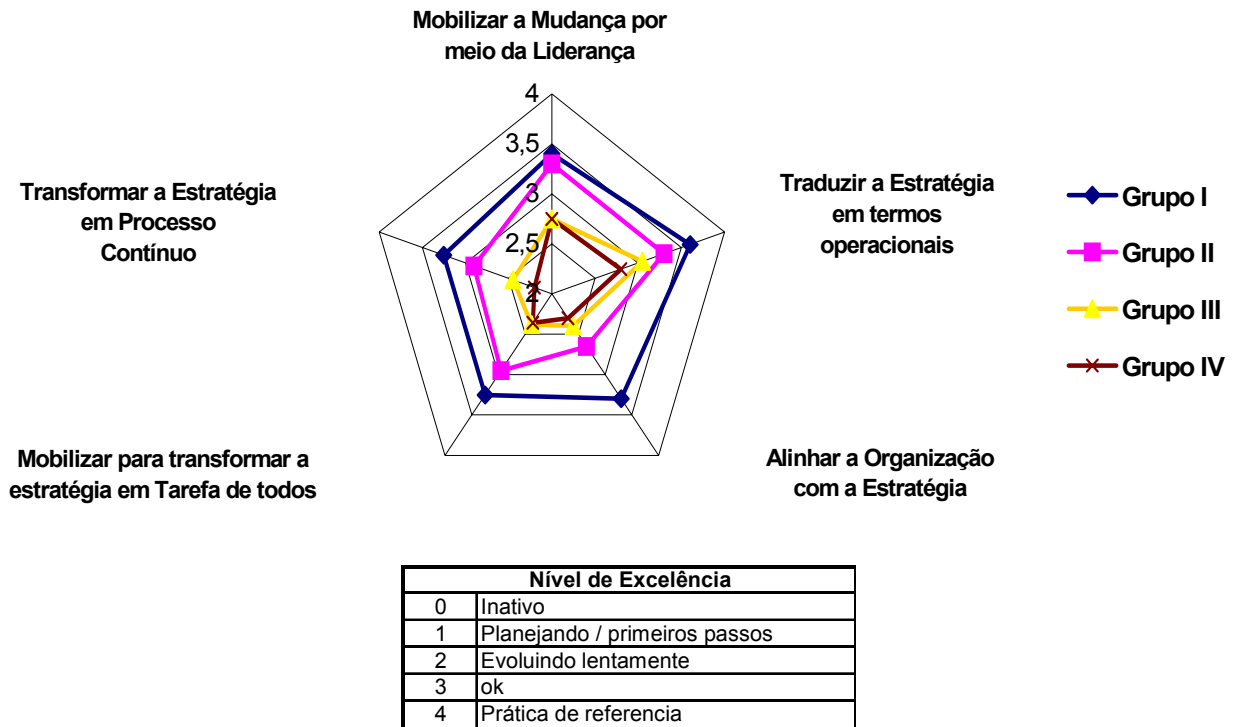 Mobilizar a Mudança por
meio da Liderança
4
3,5
3
2,5
2
Traduzir a Estratégia
em termos
operacionais
Alinhar a Organização
com a Estratégia
Mobilizar para transformar a
estratégia em Tarefa de todos
Transformar a Estratégia
em Processo
Contínuo
Grupo I
Grupo II
Grupo III
Grupo IV
Nível de Excelência
0 Inativo
1 Planejando / primeiros passos
2 Evoluindo lentamente
3 ok
4 Prática de referencia